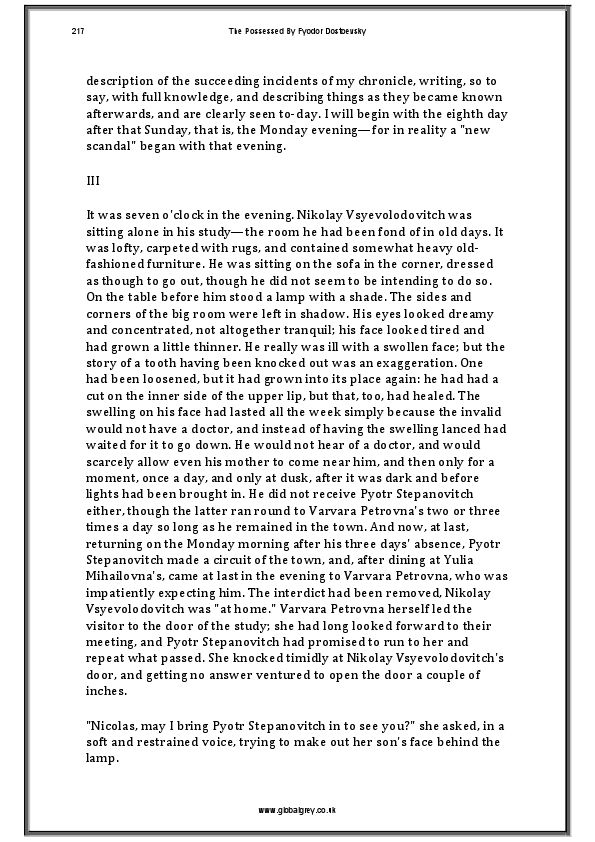 217
The Possessed By Fyodor Dostoevsky
description of the succeeding incidents of my chronicle, writing, so to
say, with full knowledge, and describing things as they became known
afterwards, and are clearly seen to-day. I will begin with the eighth day
after that Sunday, that is, the Monday evening—for in reality a "new
scandal" began with that evening.
III
It was seven o'clock in the evening. Nikolay Vsyevolodovitch was
sitting alone in his study—the room he had been fond of in old days. It
was lofty, carpeted with rugs, and contained somewhat heavy old-
fashioned furniture. He was sitting on the sofa in the corner, dressed
as though to go out, though he did not seem to be intending to do so.
On the table before him stood a lamp with a shade. The sides and
corners of the big room were left in shadow. His eyes looked dreamy
and concentrated, not altogether tranquil; his face looked tired and
had grown a little thinner. He really was ill with a swollen face; but the
story of a tooth having been knocked out was an exaggeration. One
had been loosened, but it had grown into its place again: he had had a
cut on the inner side of the upper lip, but that, too, had healed. The
swelling on his face had lasted all the week simply because the invalid
would not have a doctor, and instead of having the swelling lanced had
waited for it to go down. He would not hear of a doctor, and would
scarcely allow even his mother to come near him, and then only for a
moment, once a day, and only at dusk, after it was dark and before
lights had been brought in. He did not receive Pyotr Stepanovitch
either, though the latter ran round to Varvara Petrovna's two or three
times a day so long as he remained in the town. And now, at last,
returning on the Monday morning after his three days' absence, Pyotr
Stepanovitch made a circuit of the town, and, after dining at Yulia
Mihailovna's, came at last in the evening to Varvara Petrovna, who was
impatiently expecting him. The interdict had been removed, Nikolay
Vsyevolodovitch was "at home." Varvara Petrovna herself led the
visitor to the door of the study; she had long looked forward to their
meeting, and Pyotr Stepanovitch had promised to run to her and
repeat what passed. She knocked timidly at Nikolay Vsyevolodovitch's
door, and getting no answer ventured to open the door a couple of
inches.
"Nicolas, may I bring Pyotr Stepanovitch in to see you?" she asked, in a
soft and restrained voice, trying to make out her son's face behind the
lamp.
www.globalgrey.co.uk